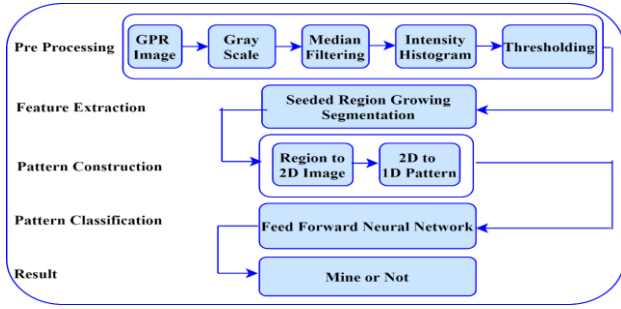 Pre Processing
GPR
Image
Gray
Scale
Median
Filtering
Intensity
Histogram
Thresholding
Feature Extraction
Seeded Region Growing
Segmentation
Pattern Construction
Region to
2D Image
2D to
1D Pattern
Pattern Classification
Feed Forward Neural Network
Result
Mine or Not